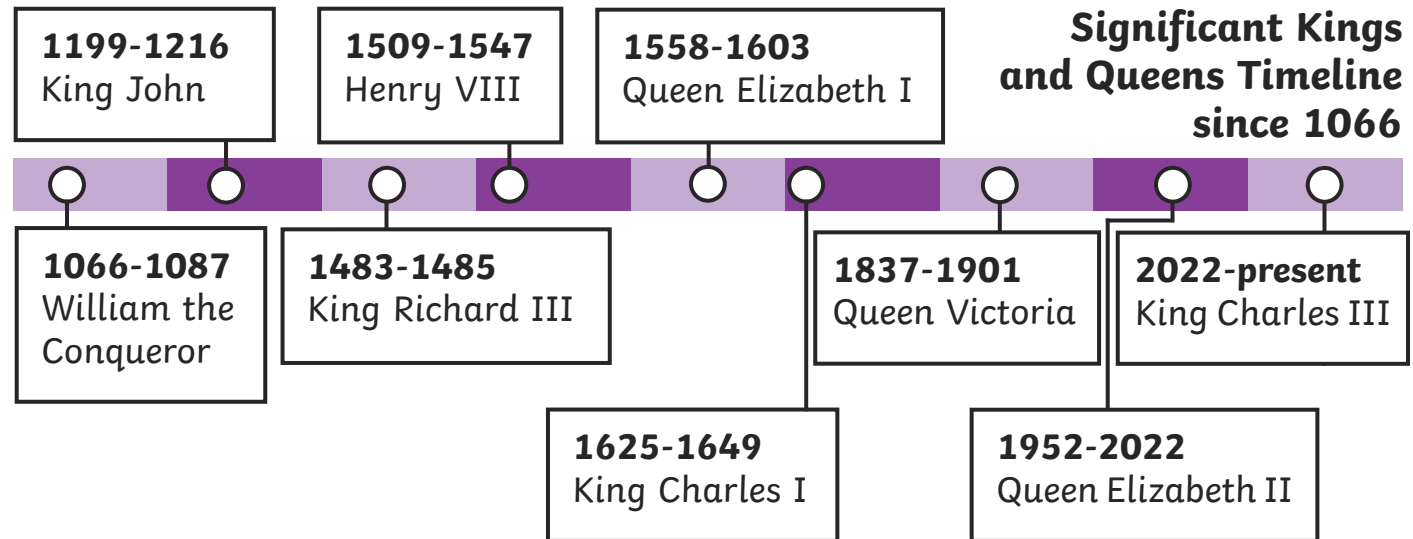 Significant Kings
and Queens Timeline
since 1066
1199-1216
King John
1509-1547
Henry VIII
1558-1603
Queen Elizabeth I
1066-1087
William the
Conqueror
1483-1485
King Richard III
1837-1901
Queen Victoria
2022-present
King Charles III
1625-1649
King Charles I
1952-2022
Queen Elizabeth II